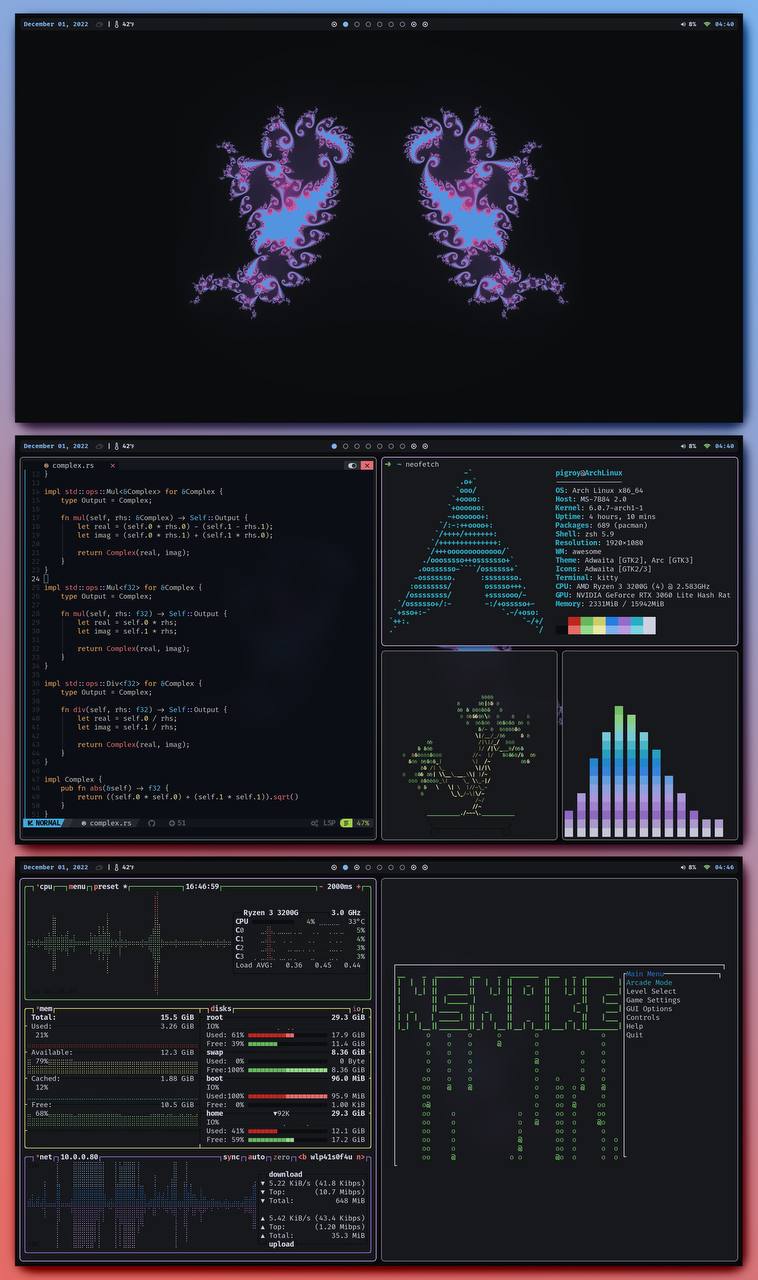 December 01, 2022 | 42°F
8% 04:40
December 01, 2022 | 42°F
8% 04:40
complex.rs ×
12 }
13
14 impl std::ops::Mul<&Complex> for &Complex {
15 type Output = Complex;
16
17 fn mul(self, rhs: &Complex) → Self::Output {
18 let real = (self.0 * rhs.0) - (self.1 * rhs.1);
19 let imag = (self.0 * rhs.1) + (self.1 * rhs.0);
20
21 return Complex(real, imag);
22 }
23 }
24
25 impl std::ops::Mul<f32> for &Complex {
26 type Output = Complex;
27
28 fn mul(self, rhs: f32) → Self::Output {
29 let real = self.0 * rhs;
30 let imag = self.1 * rhs;
31
32 return Complex(real, imag);
33 }
34 }
35
36 impl std::ops::Div<f32> for &Complex {
37 type Output = Complex;
38
39 fn div(self, rhs: f32) → Self::Output {
40 let real = self.0 / rhs;
41 let imag = self.1 / rhs;
42
43 return Complex(real, imag);
44 }
45 }
46
47 impl Complex {
48 pub fn abs(&self) → f32 {
49 return ((self.0 * self.0) + (self.1 * self.1)).sqrt()
50 }
51 }
NORMAL complex.rs 51 LSP 47%
➜ ~ neofetch
pigroy@ArchLinux
OS: Arch Linux x86_64
Host: MS-7B84 2.0
Kernel: 6.0.7-arch1-1
Uptime: 4 hours, 10 mins
Packages: 689 (pacman)
Shell: zsh 5.9
Resolution: 1920×1080
WM: awesome
Theme: Adwaita [GTK2], Arc [GTK3]
Icons: Adwaita [GTK2/3]
Terminal: kitty
CPU: AMD Ryzen 3 3200G (4) @ 2.583GHz
GPU: NVIDIA GeForce RTX 3060 Lite Hash Rat
Memory: 2331MiB / 15942MiB
December 01, 2022 | 42°F
8% 04:46
¹cpu menu preset * 16:46:59 - 2000ms +
Ryzen 3 3200G 3.0 GHz
CPU 4% 33°C
C0 5%
C1 4%
C2 3%
C3 3%
Load AVG: 0.36 0.45 0.44
²mem
Total: 15.5 GiB
Used: 3.26 GiB
21%
Available: 12.3 GiB
79%
Cached: 1.88 GiB
12%
Free: 10.5 GiB
68%
disks io
root 29.3 GiB
IO%
Used: 61% 17.9 GiB
Free: 39% 11.4 GiB
swap 8.36 GiB
Used: 0% 0 Byte
Free:100% 8.36 GiB
boot 96.0 MiB
IO%
Used:100% 95.9 MiB
Free: 0% 1.00 KiB
home ▼92K 29.3 GiB
IO%
Used: 41% 12.1 GiB
Free: 59% 17.2 GiB
³net 10.0.0.80 sync auto zero <b wlp41s0f4u n>
download
▼ 5.22 KiB/s (41.8 Kibps)
▼ Top: (10.7 Mibps)
▼ Total: 648 MiB
▲ 5.42 KiB/s (43.4 Kibps)
▲ Top: (1.20 Mibps)
▲ Total: 35.3 MiB
upload
Main Menu
Arcade Mode
Level Select
Game Settings
GUI Options
Controls
Help
Quit